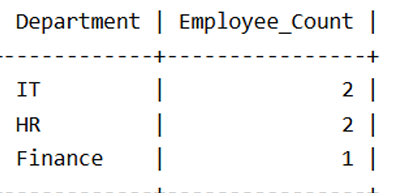 Department | Employee_Count |
-------------+----------------+
IT | 2 |
HR | 2 |
Finance | 1 |
-------------+----------------+